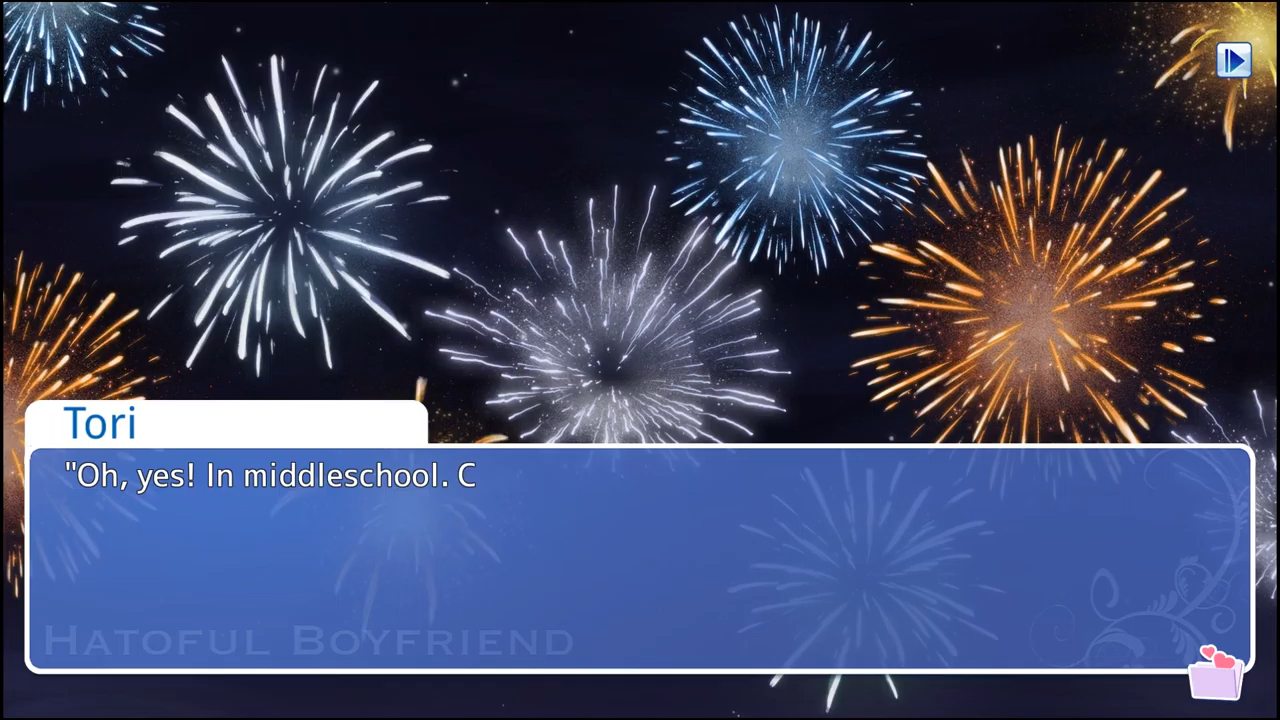 Tori
"Oh, yes! In middleschool. C
HATOFUL BOYFRIEND